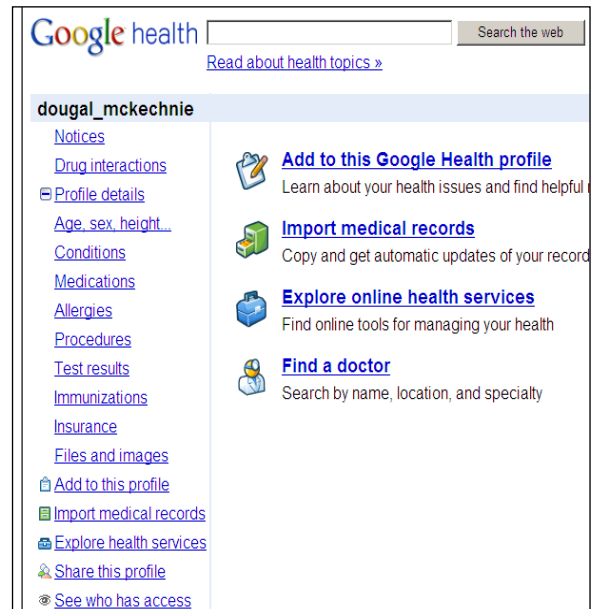 Google health
Search the web
Read about health topics »
dougal_mckechnie
Notices
Drug interactions
Profile details
Age, sex, height...
Conditions
Medications
Allergies
Procedures
Test results
Immunizations
Insurance
Files and images
Add to this profile
Import medical records
Explore health services
Share this profile
See who has access
Add to this Google Health profile
Learn about your health issues and find helpful
Import medical records
Copy and get automatic updates of your record
Explore online health services
Find online tools for managing your health
Find a doctor
Search by name, location, and specialty